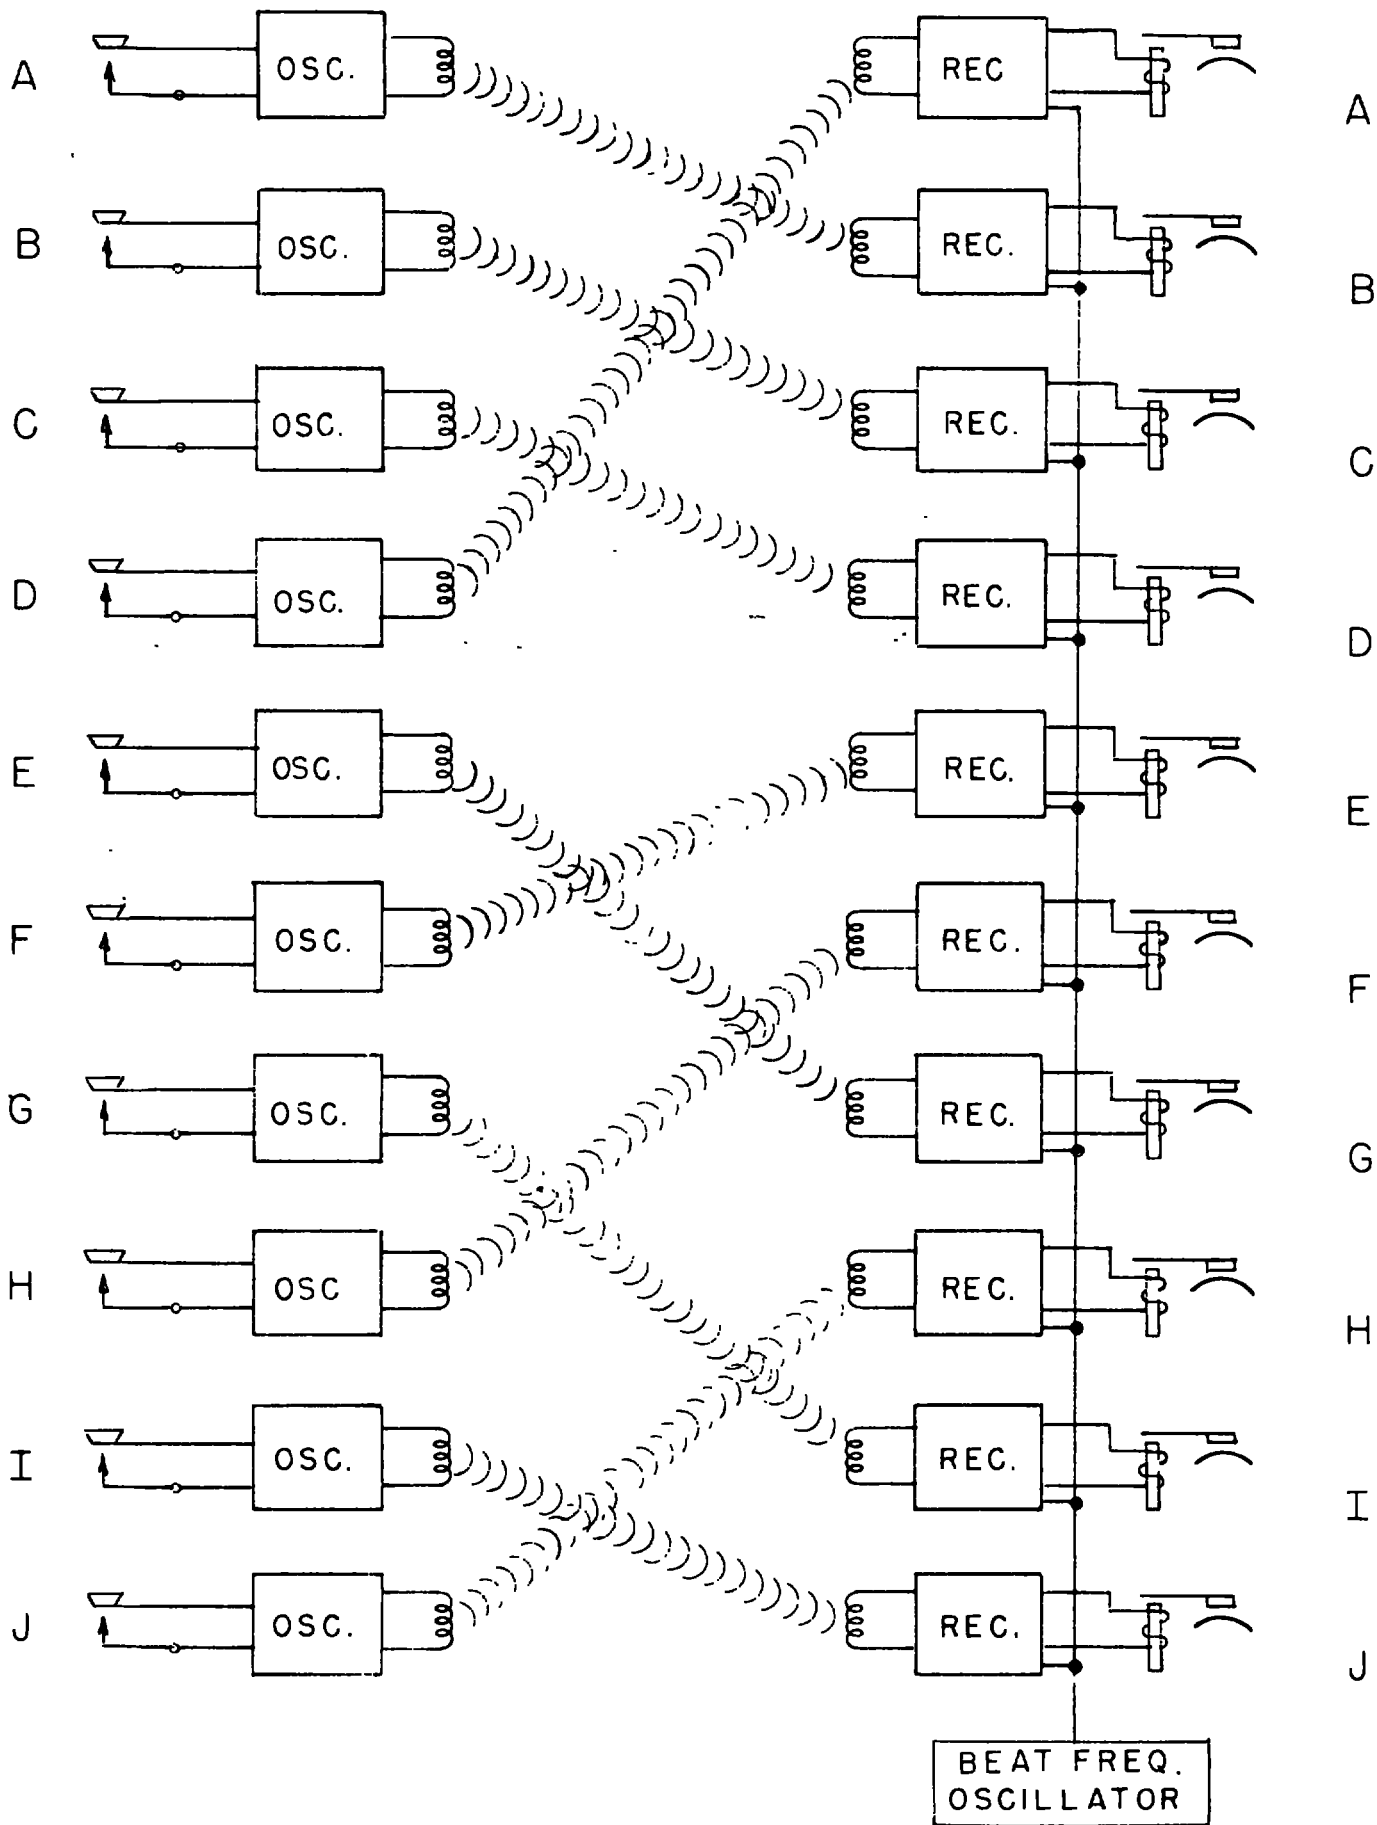 A OSC. REC A
B OSC. REC. B
C OSC. REC. C
D OSC. REC. D
E OSC. REC. E
F OSC. REC. F
G OSC. REC. G
H OSC REC. H
I OSC. REC. I
J OSC. REC. J
BEAT FREQ.
OSCILLATOR